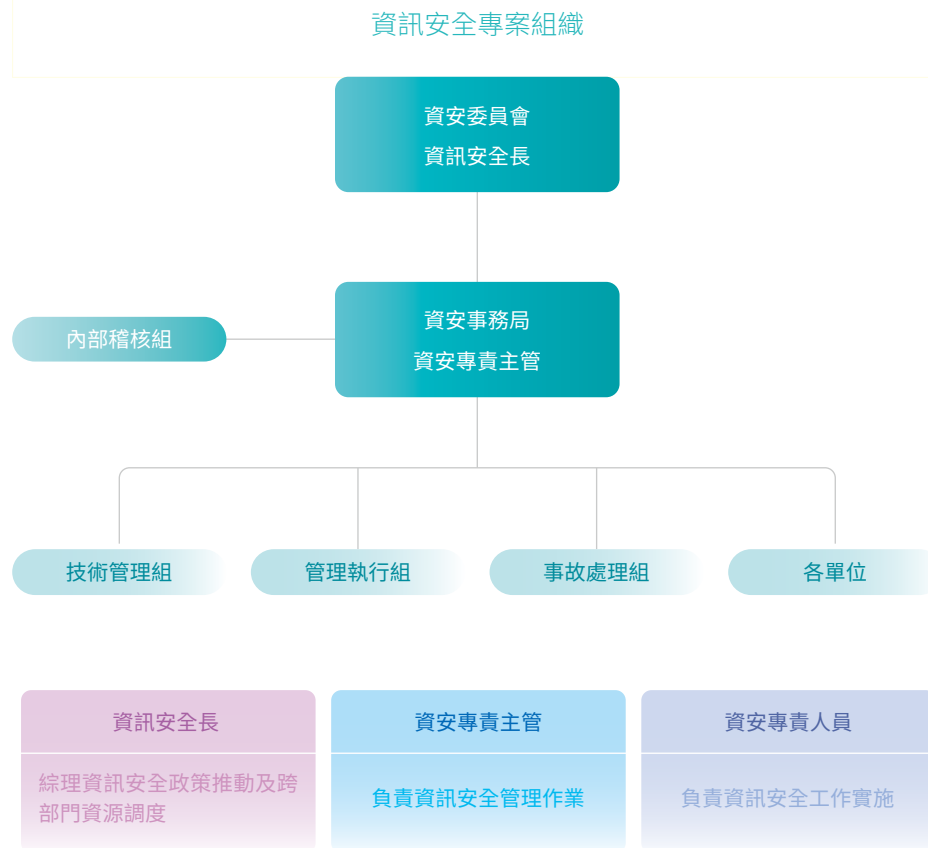 資訊安全專案組織
資安委員會
資訊安全長
資安事務局
資安專責主管
內部稽核組
技術管理組
管理執行組
事故處理組
各單位
資訊安全長
綜理資訊安全政策推動及跨
部門資源調度
資安專責主管
負責資訊安全管理作業
資安專責人員
負責資訊安全工作實施